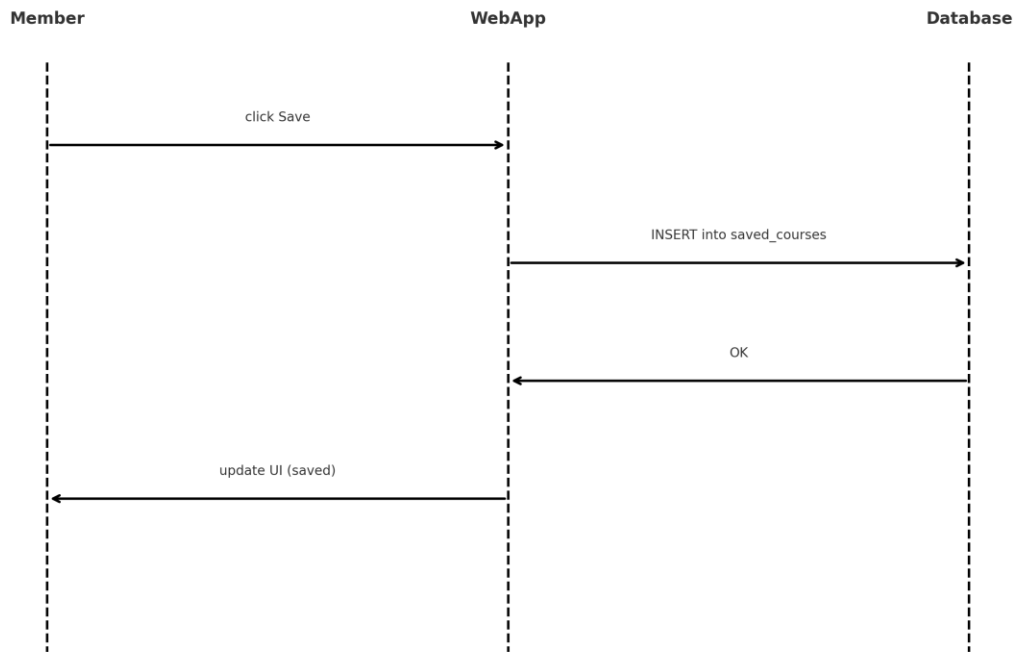 Member
WebApp
Database
click Save
INSERT into saved_courses
OK
update UI (saved)